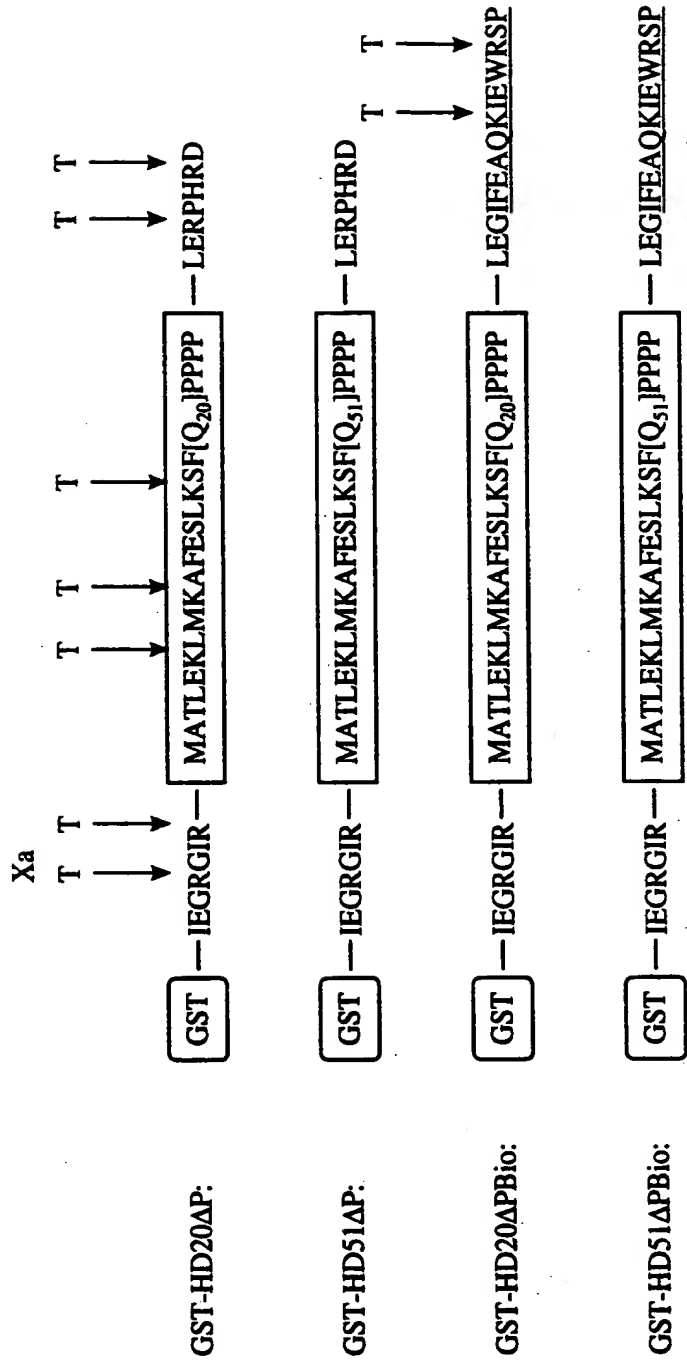 Xa
T T T T T T T
GST-HD20ΔP: GST — IEGRGIR — MATLEKLMKAFESLKSF[Q20]PPPP — LERPHRD
GST-HD51ΔP: GST — IEGRGIR — MATLEKLMKAFESLKSF[Q51]PPPP — LERPHRD
T T
GST-HD20ΔPBio: GST — IEGRGIR — MATLEKLMKAFESLKSF[Q20]PPPP — LEGIFEAQKIEWRSP
GST-HD51ΔPBio: GST — IEGRGIR — MATLEKLMKAFESLKSF[Q51]PPPP — LEGIFEAQKIEWRSP